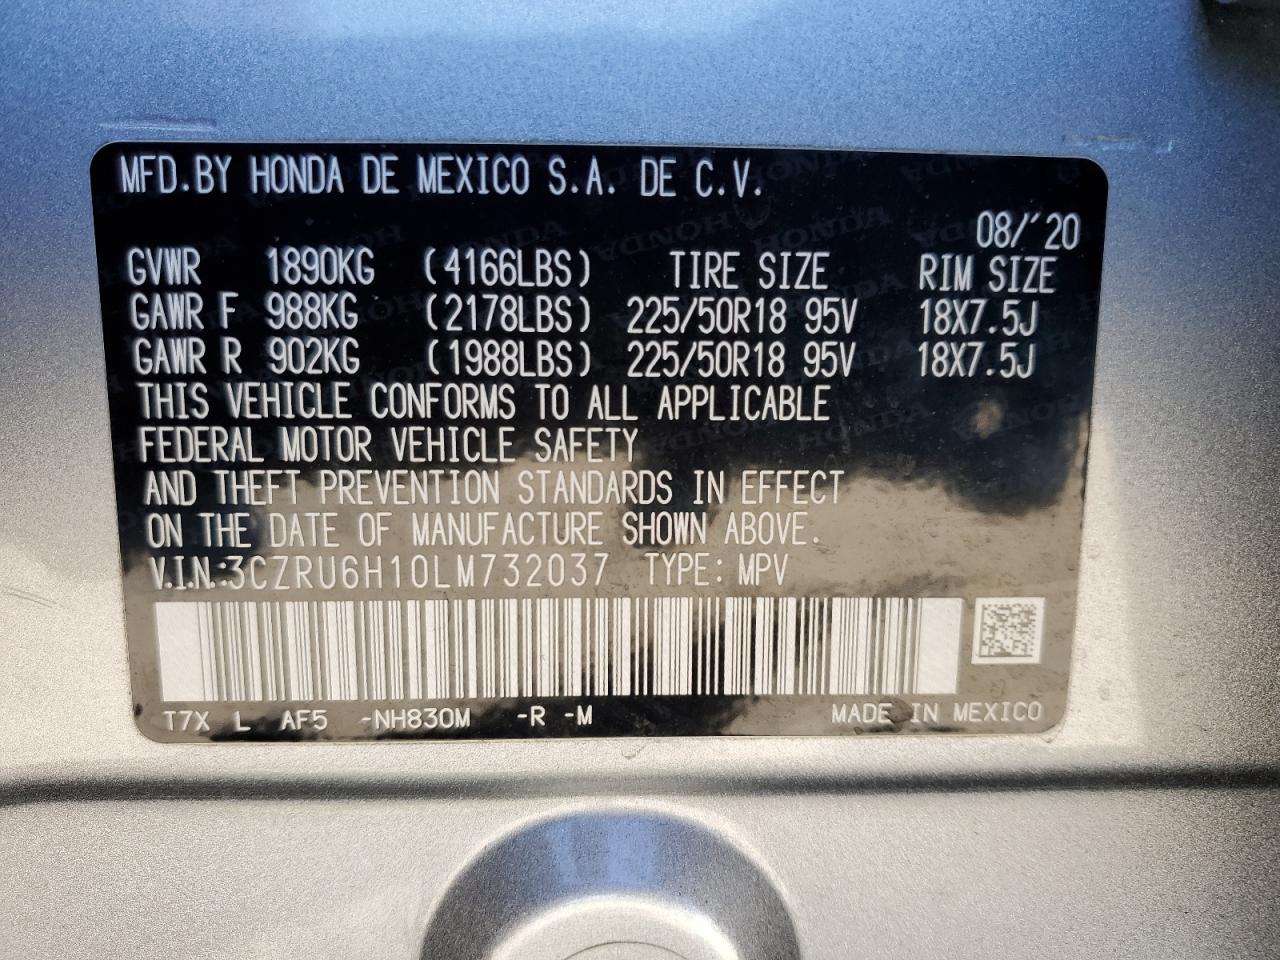 MFD.BY HONDA DE MEXICO S.A. DE C.V.
08/'20
GVWR 1890KG (4166LBS) TIRE SIZE RIM SIZE
GAWR F 988KG (2178LBS) 225/50R18 95V 18X7.5J
GAWR R 902KG (1988LBS) 225/50R18 95V 18X7.5J
THIS VEHICLE CONFORMS TO ALL APPLICABLE
FEDERAL MOTOR VEHICLE SAFETY
AND THEFT PREVENTION STANDARDS IN EFFECT
ON THE DATE OF MANUFACTURE SHOWN ABOVE.
V.I.N.:3CZRU6H10LM732037 TYPE: MPV
T7X L AF5 -NH830M -R -M MADE IN MEXICO